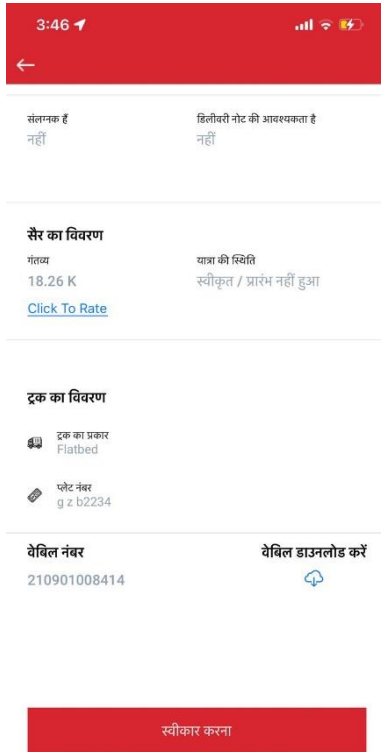 3:46
संलग्नक हैं
डिलीवरी नोट की आवश्यकता है
नहीं
नहीं
सैर का विवरण
गंतव्य
यात्रा की स्थिति
18.26 K
स्वीकृत / प्रारंभ नहीं हुआ
Click To Rate
ट्रक का विवरण
ट्रक का प्रकार
Flatbed
प्लेट नंबर
g z b2234
वेबिल नंबर
वेबिल डाउनलोड करें
210901008414
स्वीकार करना